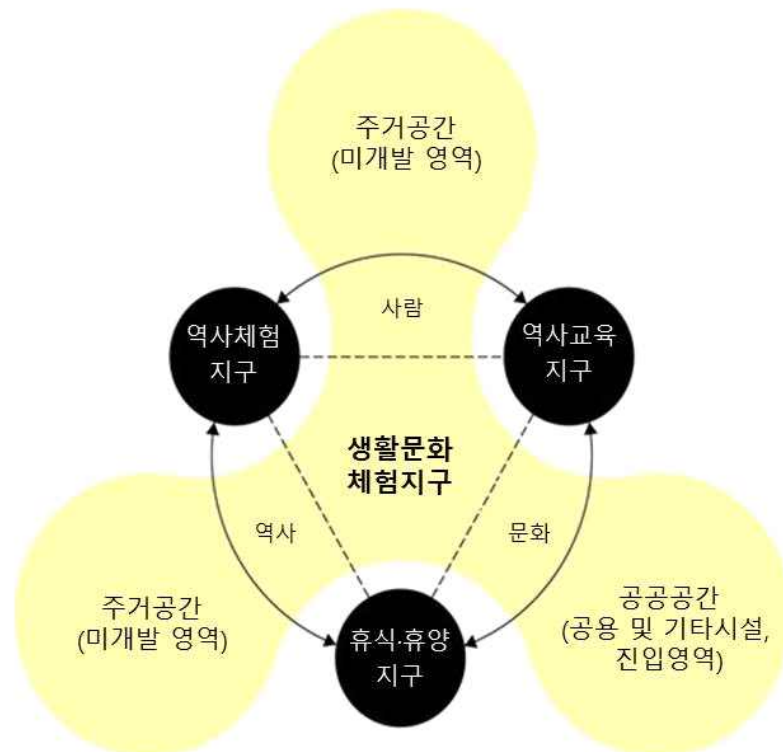 주거공간
(미개발 영역)
사람
역사체험
지구
역사교육
지구
생활문화
체험지구
역사
문화
주거공간
(미개발 영역)
휴식·휴양
지구
공공공간
(공용 및 기타시설,
진입영역)